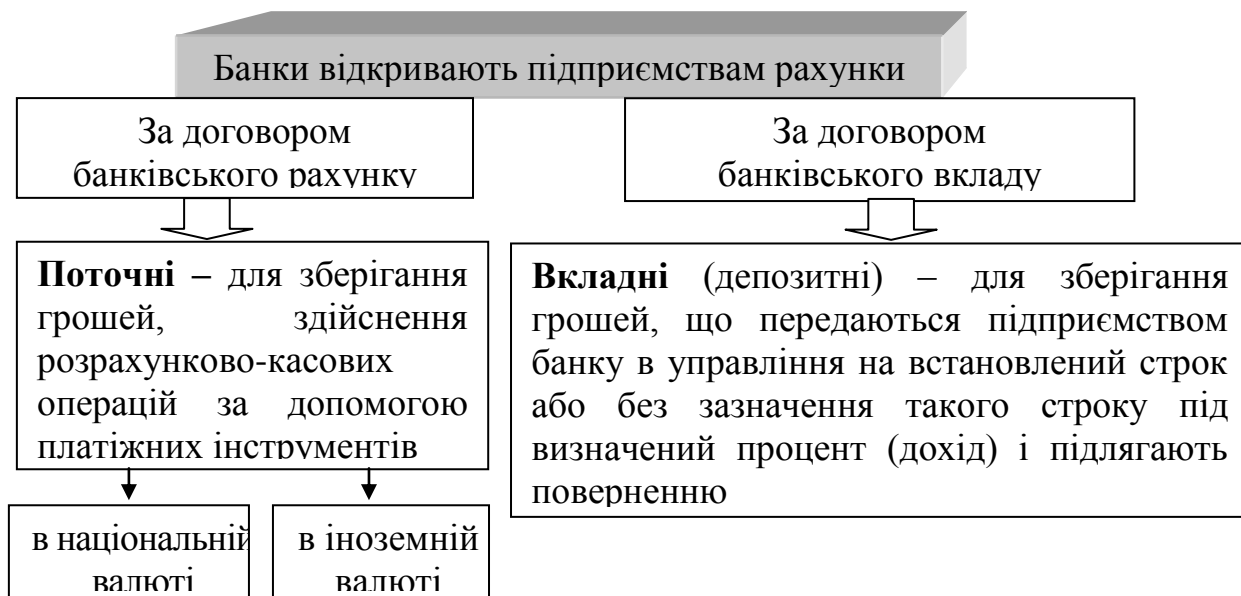 Банки відкривають підприємствам рахунки
За договором
банківського рахунку
За договором
банківського вкладу
Поточні – для зберігання
грошей, здійснення
розрахунково-касових
операцій за допомогою
платіжних інструментів
Вкладні (депозитні) – для зберігання
грошей, що передаються підприємством
банку в управління на встановлений строк
або без зазначення такого строку під
визначений процент (дохід) і підлягають
поверненню
в національній
валюті
в іноземній
валюті